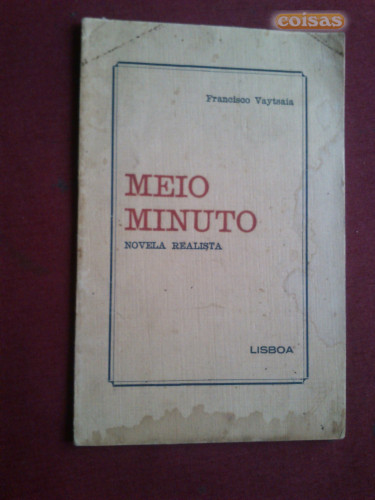 coisas
Francisco Vaytsaia
MEIO
MINUTO
NOVELA REALISTA
LISBOA